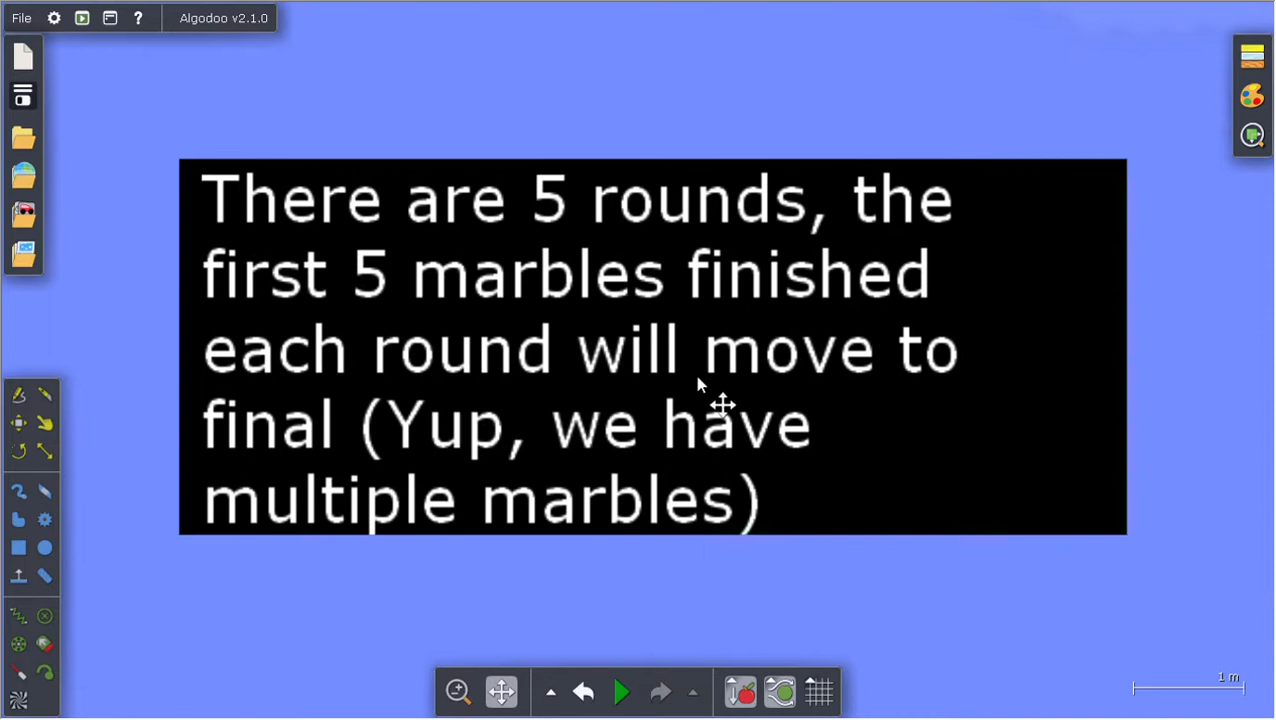 File
? Algodoo v2.1.0
There are 5 rounds, the
first 5 marbles finished
each round will move to
final (Yup, we have
multiple marbles)
1 m